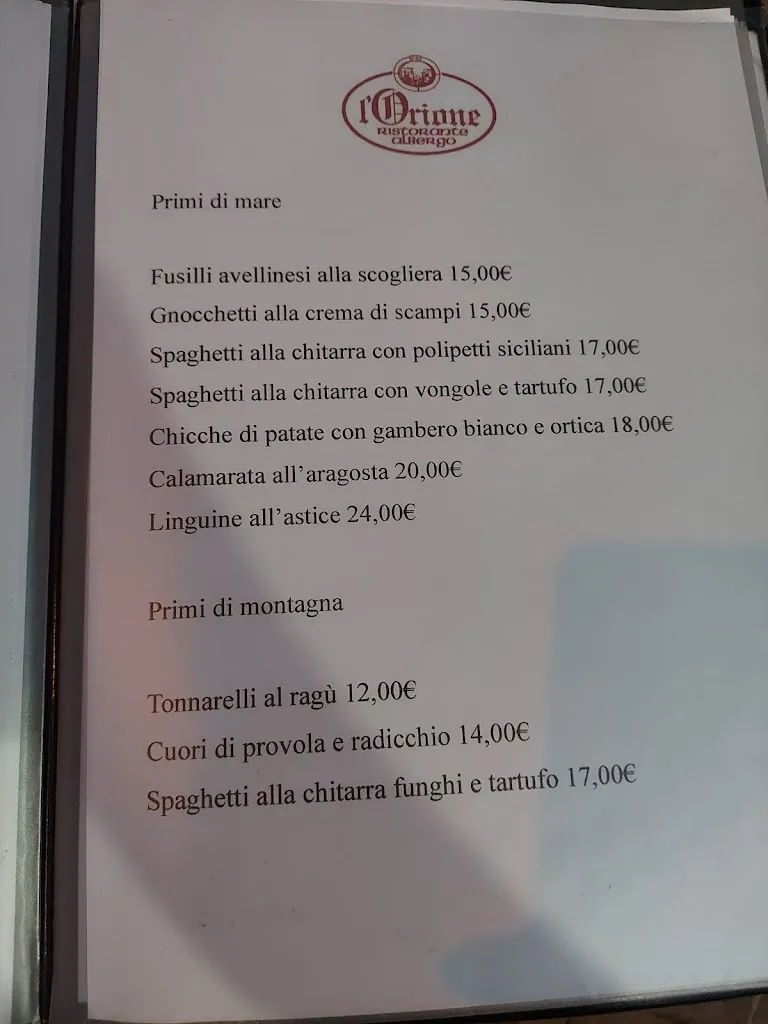 l'Orione
Ristorante
albergo
Primi di mare
Fusilli avellinesi alla scogliera 15,00€
Gnocchetti alla crema di scampi 15,00€
Spaghetti alla chitarra con polipetti siciliani 17,00€
Spaghetti alla chitarra con vongole e tartufo 17,00€
Chicche di patate con gambero bianco e ortica 18,00€
Calamarata all'aragosta 20,00€
Linguine all'astice 24,00€
Primi di montagna
Tonnarelli al ragù 12,00€
Cuori di provola e radicchio 14,00€
Spaghetti alla chitarra funghi e tartufo 17,00€